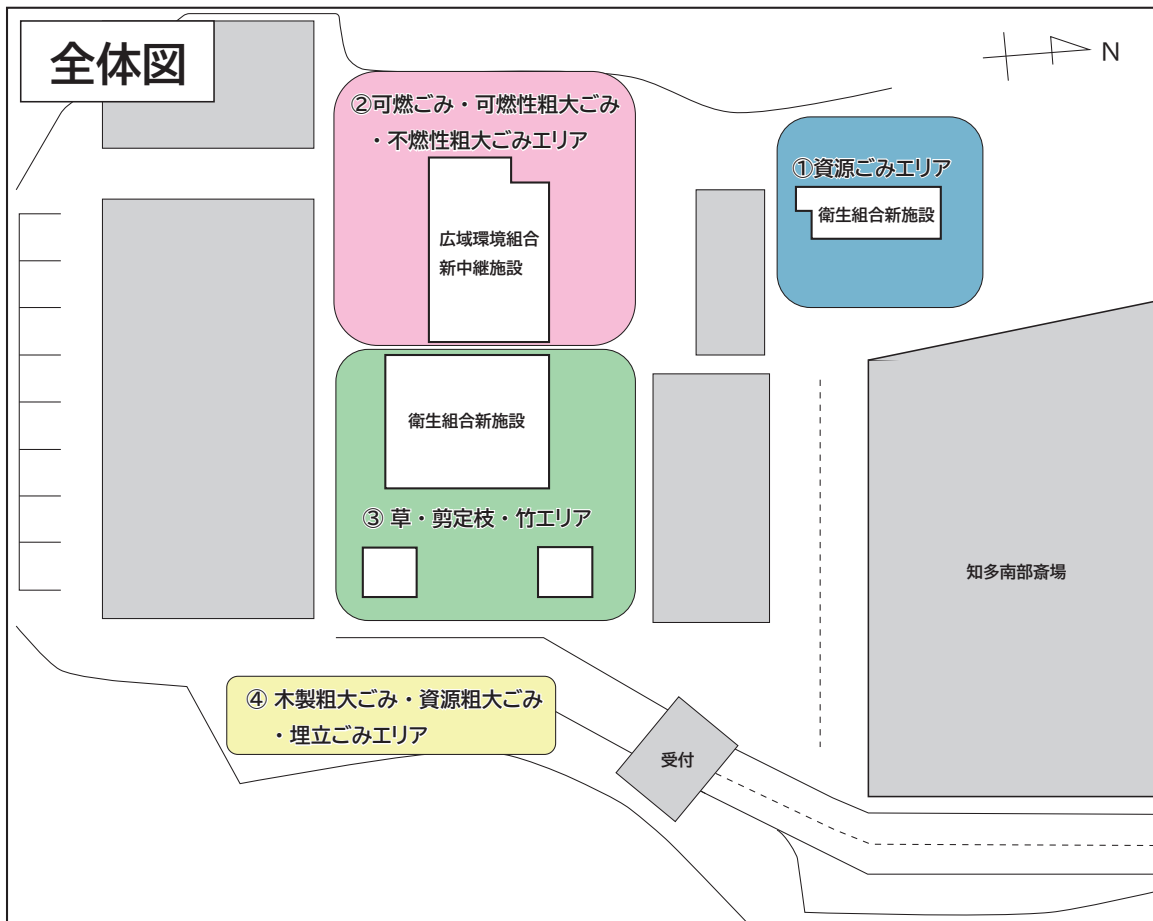 全体図
N
②可燃ごみ・可燃性粗大ごみ
・不燃性粗大ごみエリア
広域環境組合
新中継施設
①資源ごみエリア
衛生組合新施設
衛生組合新施設
③ 草・剪定枝・竹エリア
知多南部斎場
④ 木製粗大ごみ・資源粗大ごみ
・埋立ごみエリア
受付